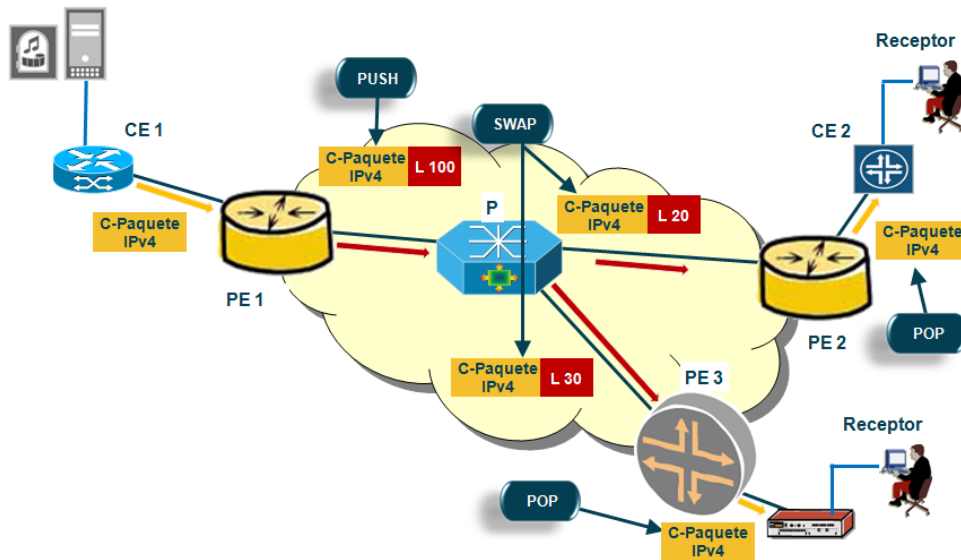 Receptor
PUSH
CE 1
SWAP
CE 2
C-Paquete
IPv4
L 100
C-Paquete
IPv4
L 20
P
C-Paquete
IPv4
C-Paquete
IPv4
PE 1
PE 2
POP
C-Paquete
IPv4
L 30
PE 3
Receptor
POP
C-Paquete
IPv4